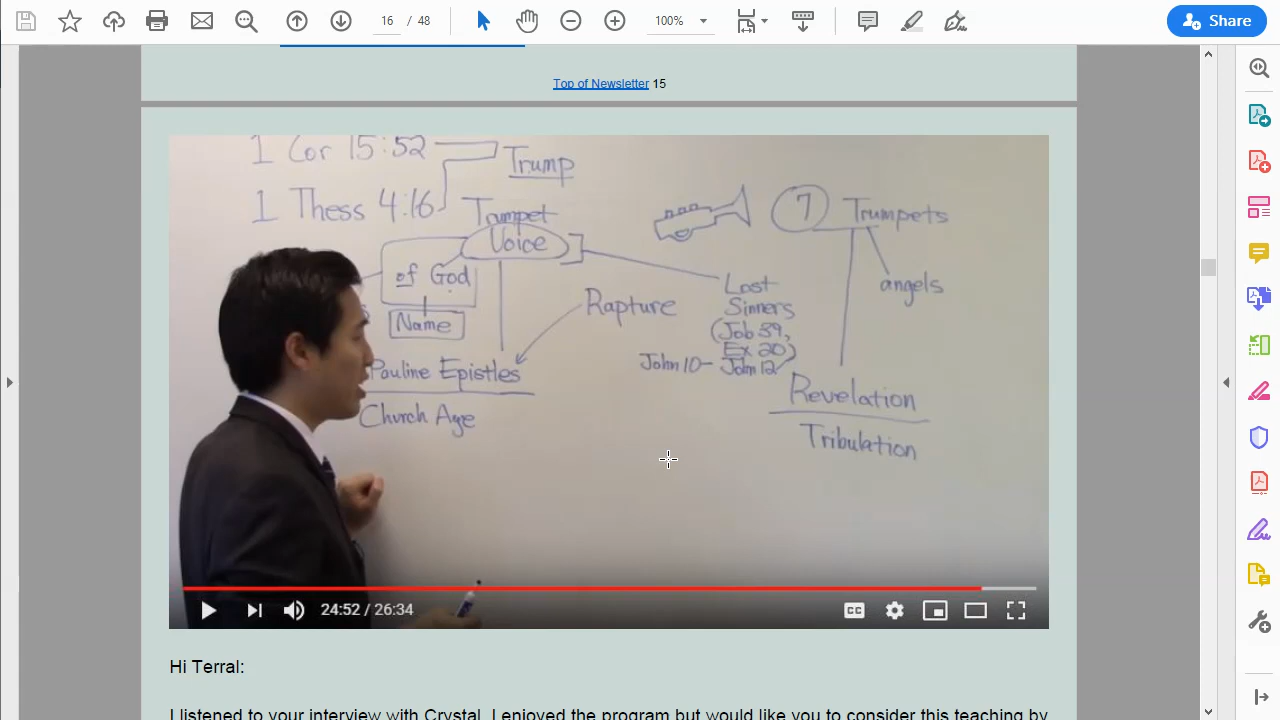 16 / 48
100%
Share
Top of Newsletter 15
1 Cor 15:52
Trump
1 Thess 4:16
Trumpet
7 Trumpets
Voice
of God
angels
Lost
Sinners
Rapture
Name
(Job 39,
Ex 20)
John 10- John 12
Pauline Epistles
Revelation
Church Age
Tribulation
24:52 / 26:34
CC
Hi Terral:
I listened to your interview with Crystal. I enjoyed the program but would like you to consider this teaching by